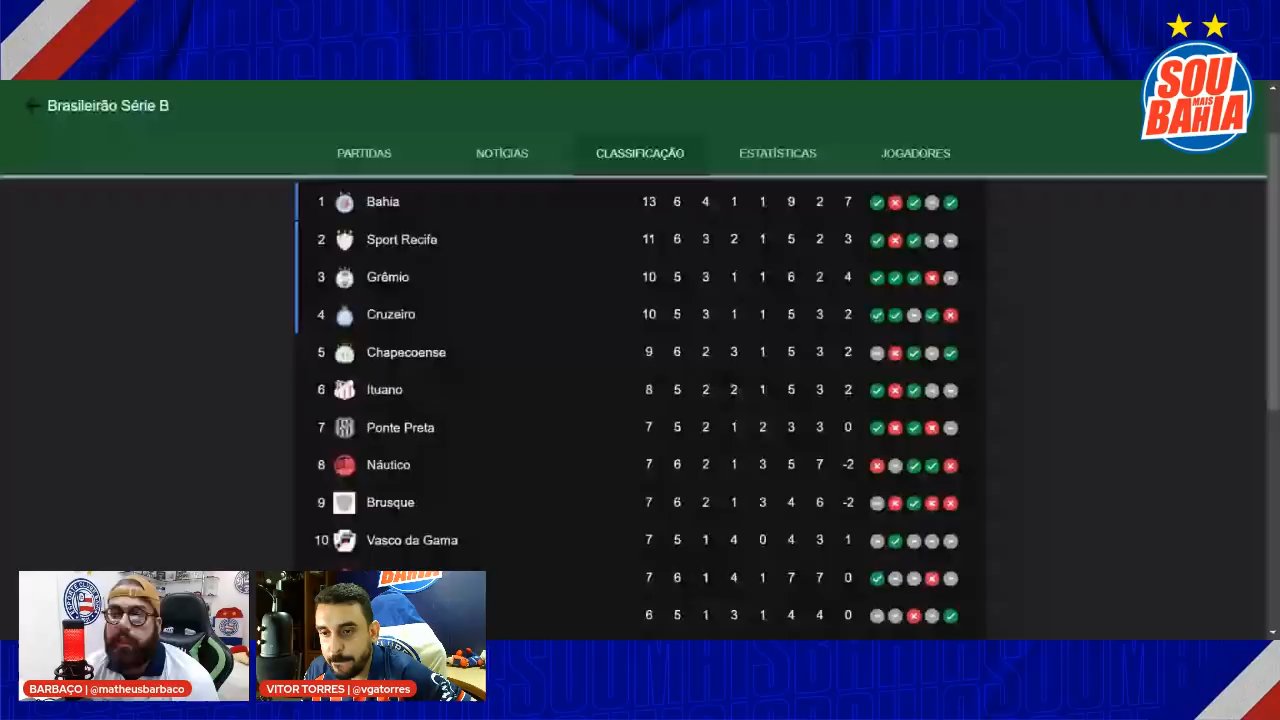 SOU
MAIS
BAHIA
Brasileirão Série B
PARTIDAS NOTÍCIAS CLASSIFICAÇÃO ESTATÍSTICAS JOGADORES
1 Bahia 13 6 4 1 1 9 2 7
2 Sport Recife 11 6 3 2 1 5 2 3
3 Grêmio 10 5 3 1 1 6 2 4
4 Cruzeiro 10 5 3 1 1 5 3 2
5 Chapecoense 9 6 2 3 1 5 3 2
6 Ituano 8 5 2 2 1 5 3 2
7 Ponte Preta 7 5 2 1 2 3 3 0
8 Náutico 7 6 2 1 3 5 7 -2
9 Brusque 7 6 2 1 3 4 6 -2
10 Vasco da Gama 7 5 1 4 0 4 3 1
7 6 1 4 1 7 7 0
6 5 1 3 1 4 4 0
BAHIA
BARBAÇO | @matheusbarbaco
VITOR TORRES | @vgatorres